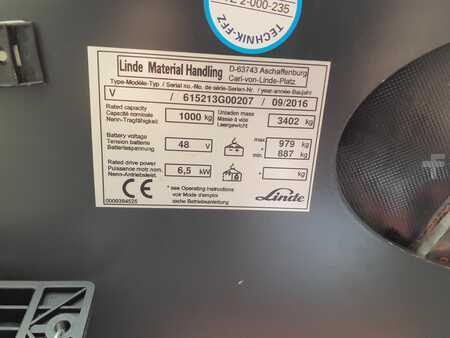 2-000-235
TECHNIK-FFZ
Linde Material Handling D-63743 Aschaffenburg
Carl-von-Linde-Platz
Type-Modèle-Typ / Serial no.-No. de série-Serien-Nr. / year-année-Baujahr
V / 615213G00207 / 09/2016
Rated capacity
Capacité nominale
Nenn-Tragfähigkeit
1000 kg
Unladen mass
Masse à vide
Leergewicht
3402 kg
Battery voltage
Tension batterie
Batteriespannung
48 V
max * min.
979 kg
887 kg
Rated drive power
Puissance mot. nom.
Nenn-Antriebsleist.
6,5 kW
* kg
CE
0009384525
* see Operating instructions
voir Mode d'emploi
siehe Betriebsanleitung
Linde